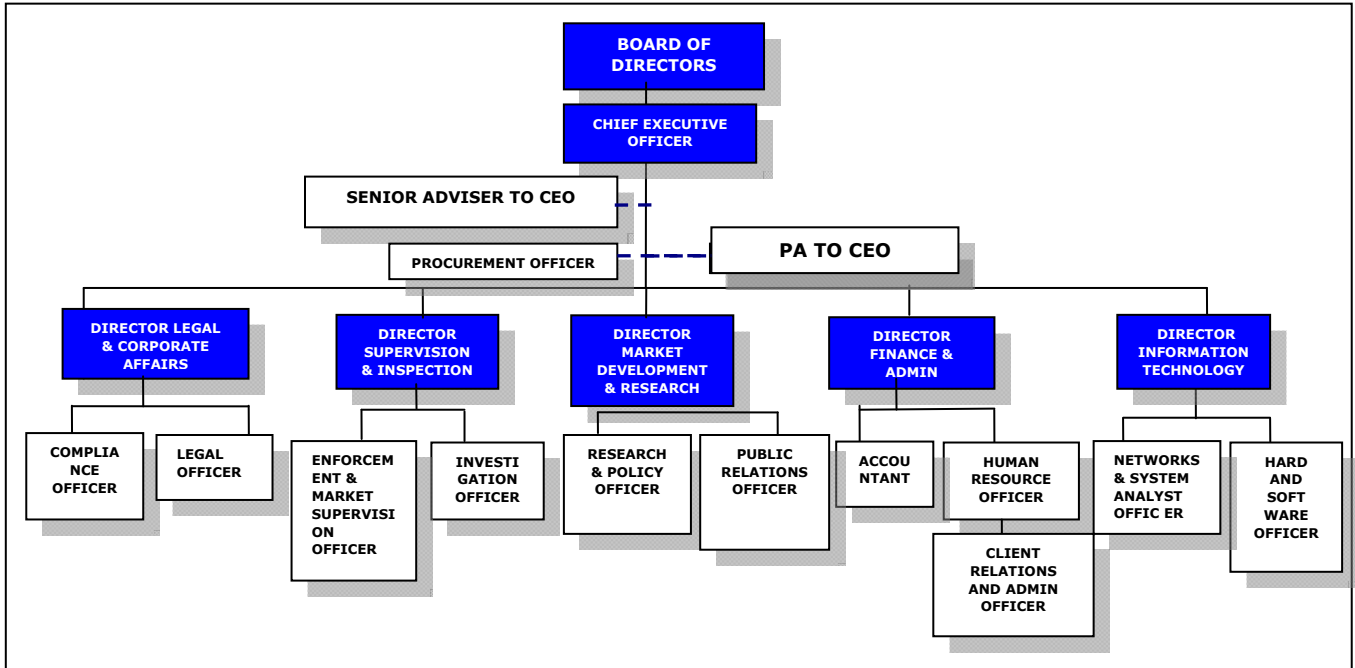 BOARD OF
DIRECTORS
CHIEF EXECUTIVE
OFFICER
SENIOR ADVISER TO CEO
PROCUREMENT OFFICER
PA TO CEO
DIRECTOR LEGAL
& CORPORATE
AFFAIRS
DIRECTOR
SUPERVISION
& INSPECTION
DIRECTOR
MARKET
DEVELOPMENT
& RESEARCH
DIRECTOR
FINANCE &
ADMIN
DIRECTOR
INFORMATION
TECHNOLOGY
COMPLIA
NCE
OFFICER
LEGAL
OFFICER
ENFORCEM
ENT &
MARKET
SUPERVISI
ON
OFFICER
INVESTI
GATION
OFFICER
RESEARCH
& POLICY
OFFICER
PUBLIC
RELATIONS
OFFICER
ACCOU
NTANT
HUMAN
RESOURCE
OFFICER
CLIENT
RELATIONS
AND ADMIN
OFFICER
NETWORKS
& SYSTEM
ANALYST
OFFIC ER
HARD
AND
SOFT
WARE
OFFICER